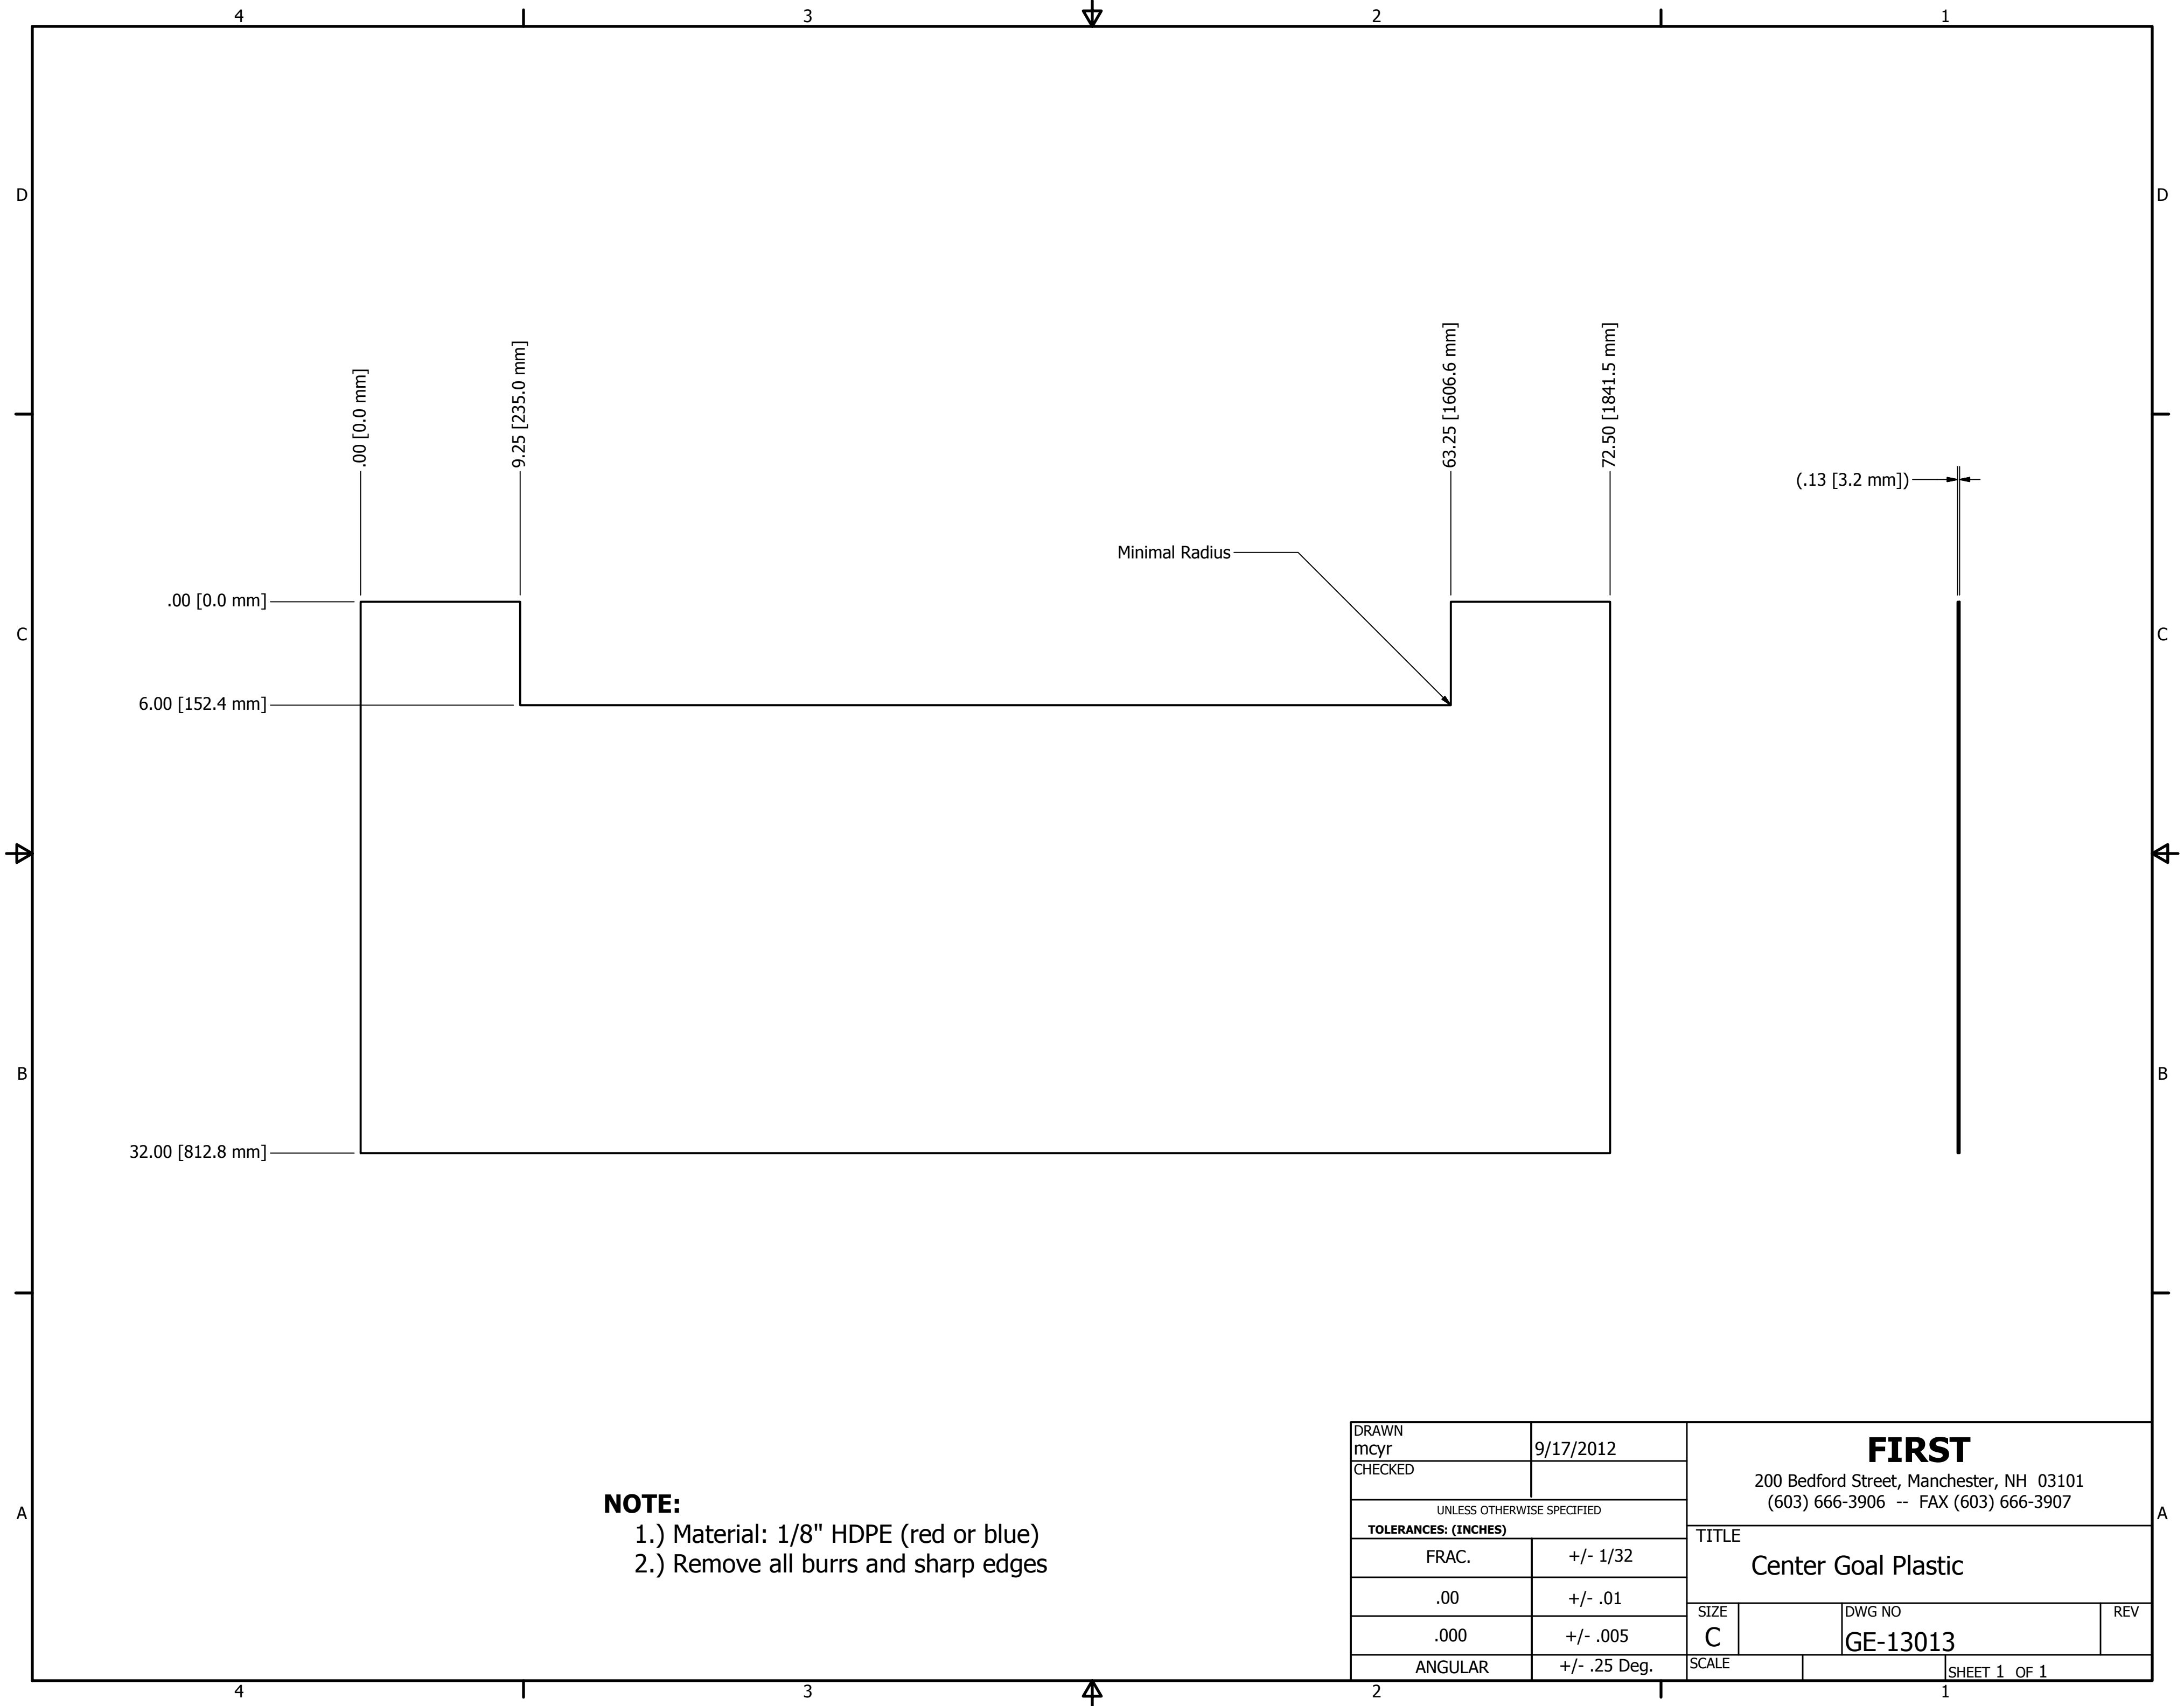 4 3 2 1
D D
.00 [0.0 mm]
9.25 [235.0 mm]
63.25 [1606.6 mm]
72.50 [1841.5 mm]
(.13 [3.2 mm])
Minimal Radius
.00 [0.0 mm]
C C
6.00 [152.4 mm]
B B
32.00 [812.8 mm]
A A
NOTE:
1.) Material: 1/8" HDPE (red or blue)
2.) Remove all burrs and sharp edges
DRAWN
mcyr 9/17/2012
CHECKED
UNLESS OTHERWISE SPECIFIED
TOLERANCES: (INCHES)
FRAC. +/- 1/32
.00 +/- .01
.000 +/- .005
ANGULAR +/- .25 Deg.
FIRST
200 Bedford Street, Manchester, NH 03101
(603) 666-3906 -- FAX (603) 666-3907
TITLE
Center Goal Plastic
SIZE DWG NO REV
C GE-13013
SCALE SHEET 1 OF 1
4 3 2 1